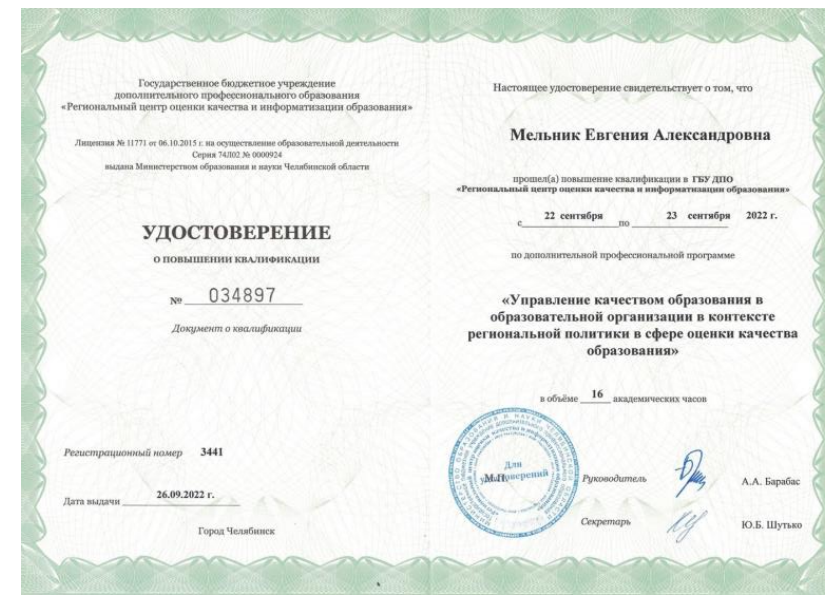 Государственное бюджетное учреждение
дополнительного профессионального образования
«Региональный центр оценки качества и информатизации образования»
Лицензия № 11771 от 06.10.2015 г. на осуществление образовательной деятельности
Серия 74Л02 № 0000924
выдана Министерством образования и науки Челябинской области
УДОСТОВЕРЕНИЕ
О ПОВЫШЕНИИ КВАЛИФИКАЦИИ
№ 034897
Документ о квалификации
Регистрационный номер 3441
Дата выдачи 26.09.2022 г.
Город Челябинск
Настоящее удостоверение свидетельствует о том, что
Мельник Евгения Александровна
прошел(а) повышение квалификации в ГБУ ДПО
«Региональный центр оценки качества и информатизации образования»
с 22 сентября по 23 сентября 2022 г.
по дополнительной профессиональной программе
«Управление качеством образования в
образовательной организации в контексте
региональной политики в сфере оценки качества
образования»
в объёме 16 академических часов
Для
удостоверений
М.П.
Руководитель А.А. Барабас
Секретарь Ю.Б. Шутько